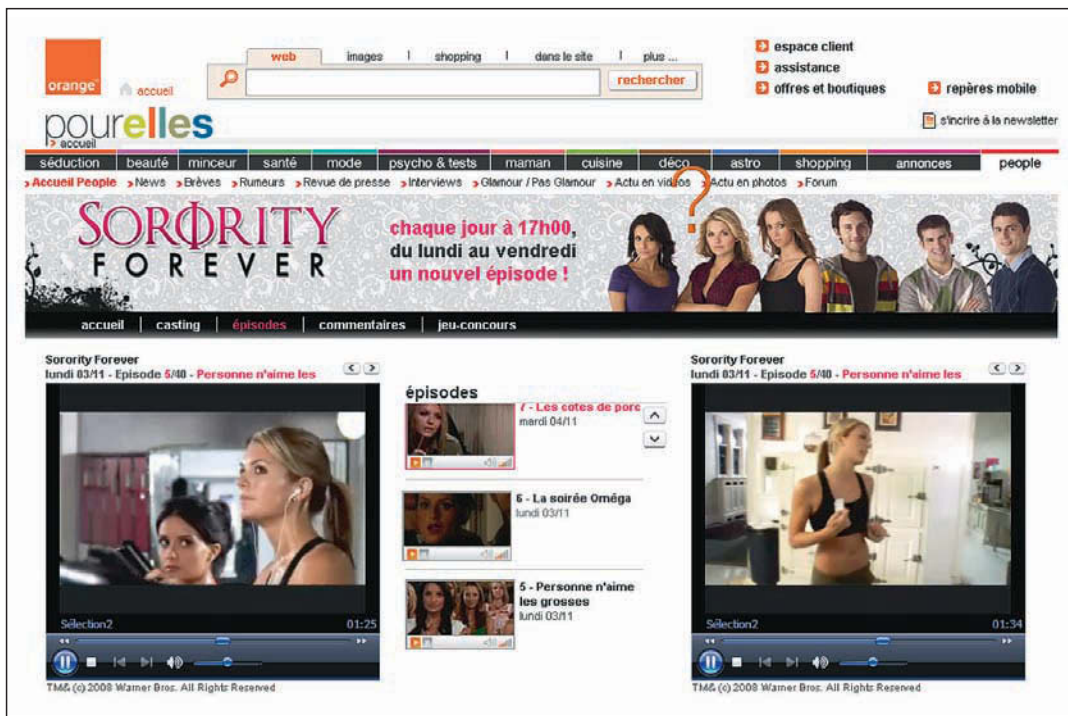 web images shopping dans le site plus ...
rechercher
espace client
assistance
offres et boutiques
repères mobile
orange™
accueil
pourelles
accueil
s'incrire à la newsletter
séduction beauté minceur santé mode psycho & tests maman cuisine déco astro shopping annonces people
Accueil People News Brèves Rumeurs Revue de presse Interviews Glamour / Pas Glamour Actu en vidéos Actu en photos Forum
SORORITY
FOREVER
chaque jour à 17h00,
du lundi au vendredi
un nouvel épisode !
?
accueil casting épisodes commentaires jeu-concours
Sorority Forever
lundi 03/11 - Episode 5/40 - Personne n'aime les
Sélection2 01:25
TM& (c) 2008 Warner Bros. All Rights Reserved
épisodes
7 - Les cotes de porc
mardi 04/11
6 - La soirée Oméga
lundi 03/11
5 - Personne n'aime
les grosses
lundi 03/11
Sorority Forever
lundi 03/11 - Episode 5/40 - Personne n'aime les
Sélection2 01:34
TM& (c) 2008 Warner Bros. All Rights Reserved